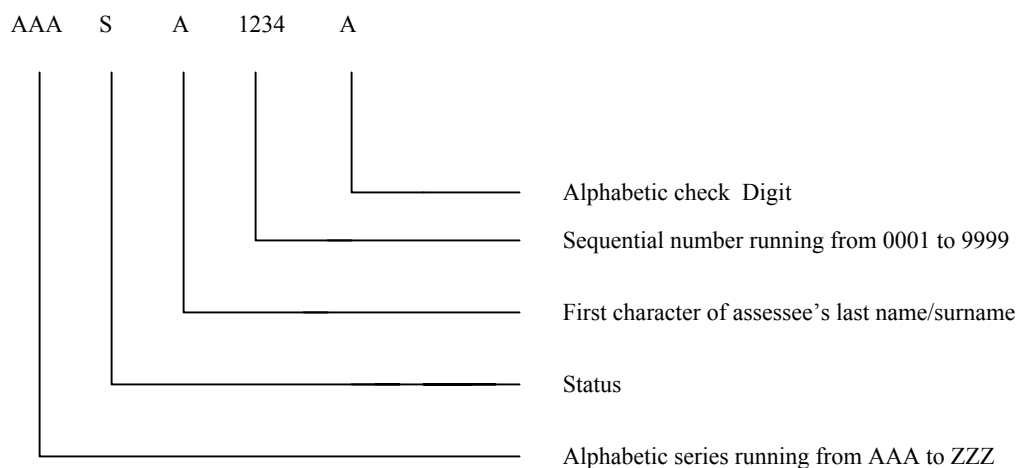 AAA S A 1234 A
Alphabetic check Digit
Sequential number running from 0001 to 9999
First character of assessee’s last name/surname
Status
Alphabetic series running from AAA to ZZZ